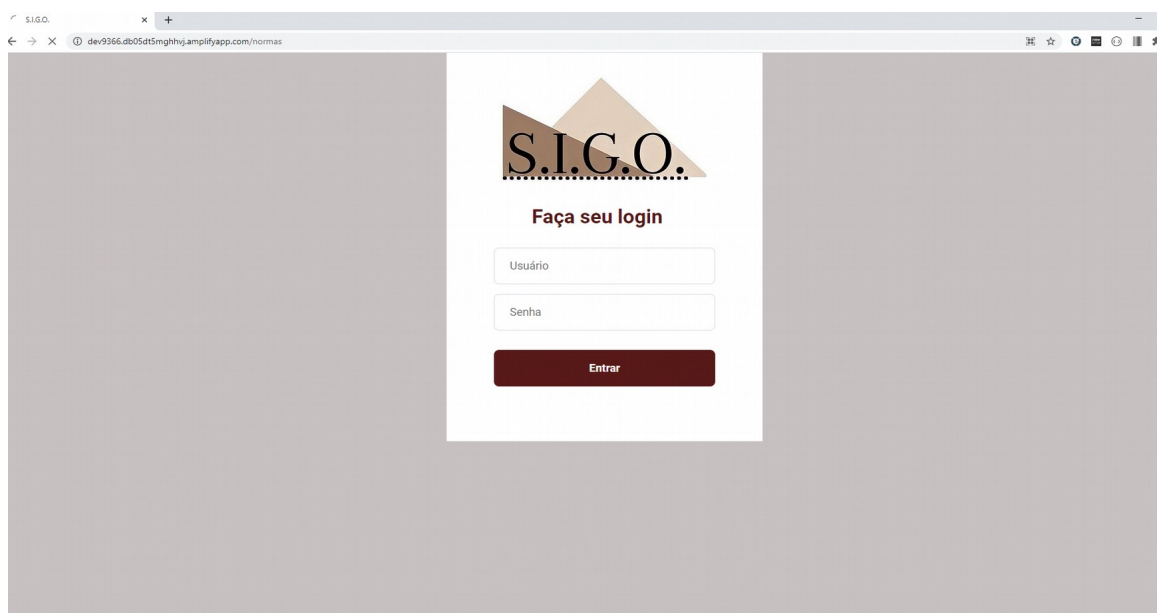 S.I.G.O.
dev9366.db05dt5mghhvj.amplifyapp.com/normas
S.I.G.O.
Faça seu login
Usuário
Senha
Entrar